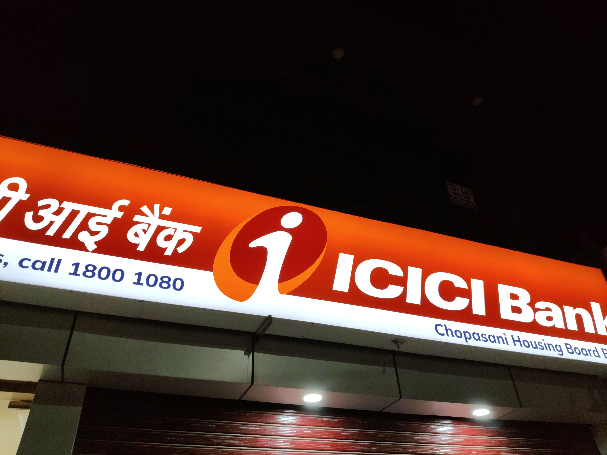 आई बैंक
ICICI Bank
call 1800 1080
Chopasani Housing Board